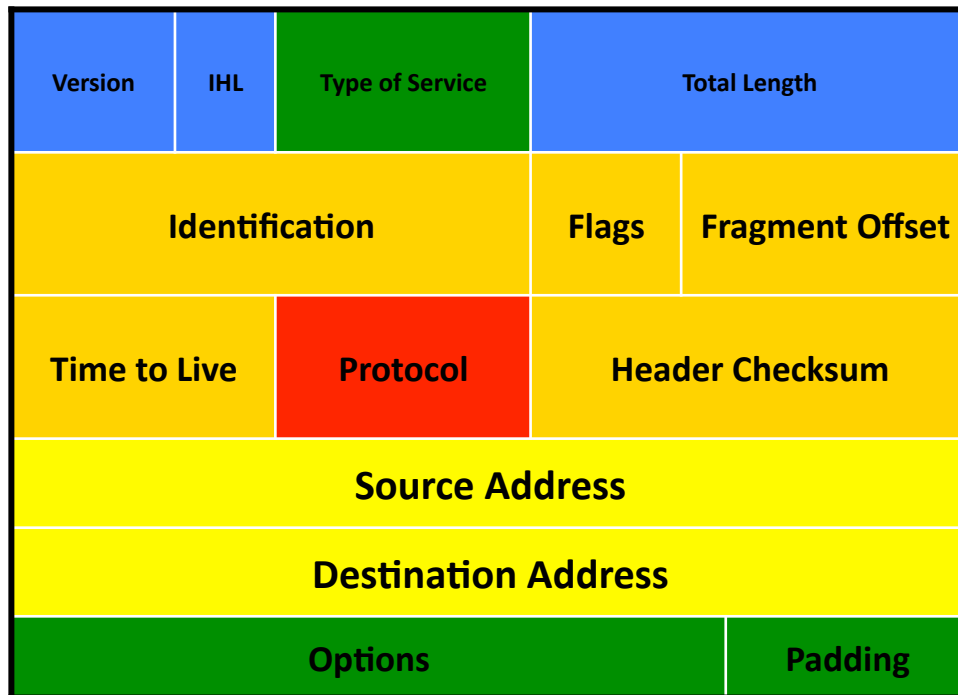 Version IHL Type of Service Total Length
Identification Flags Fragment Offset
Time to Live Protocol Header Checksum
Source Address
Destination Address
Options Padding